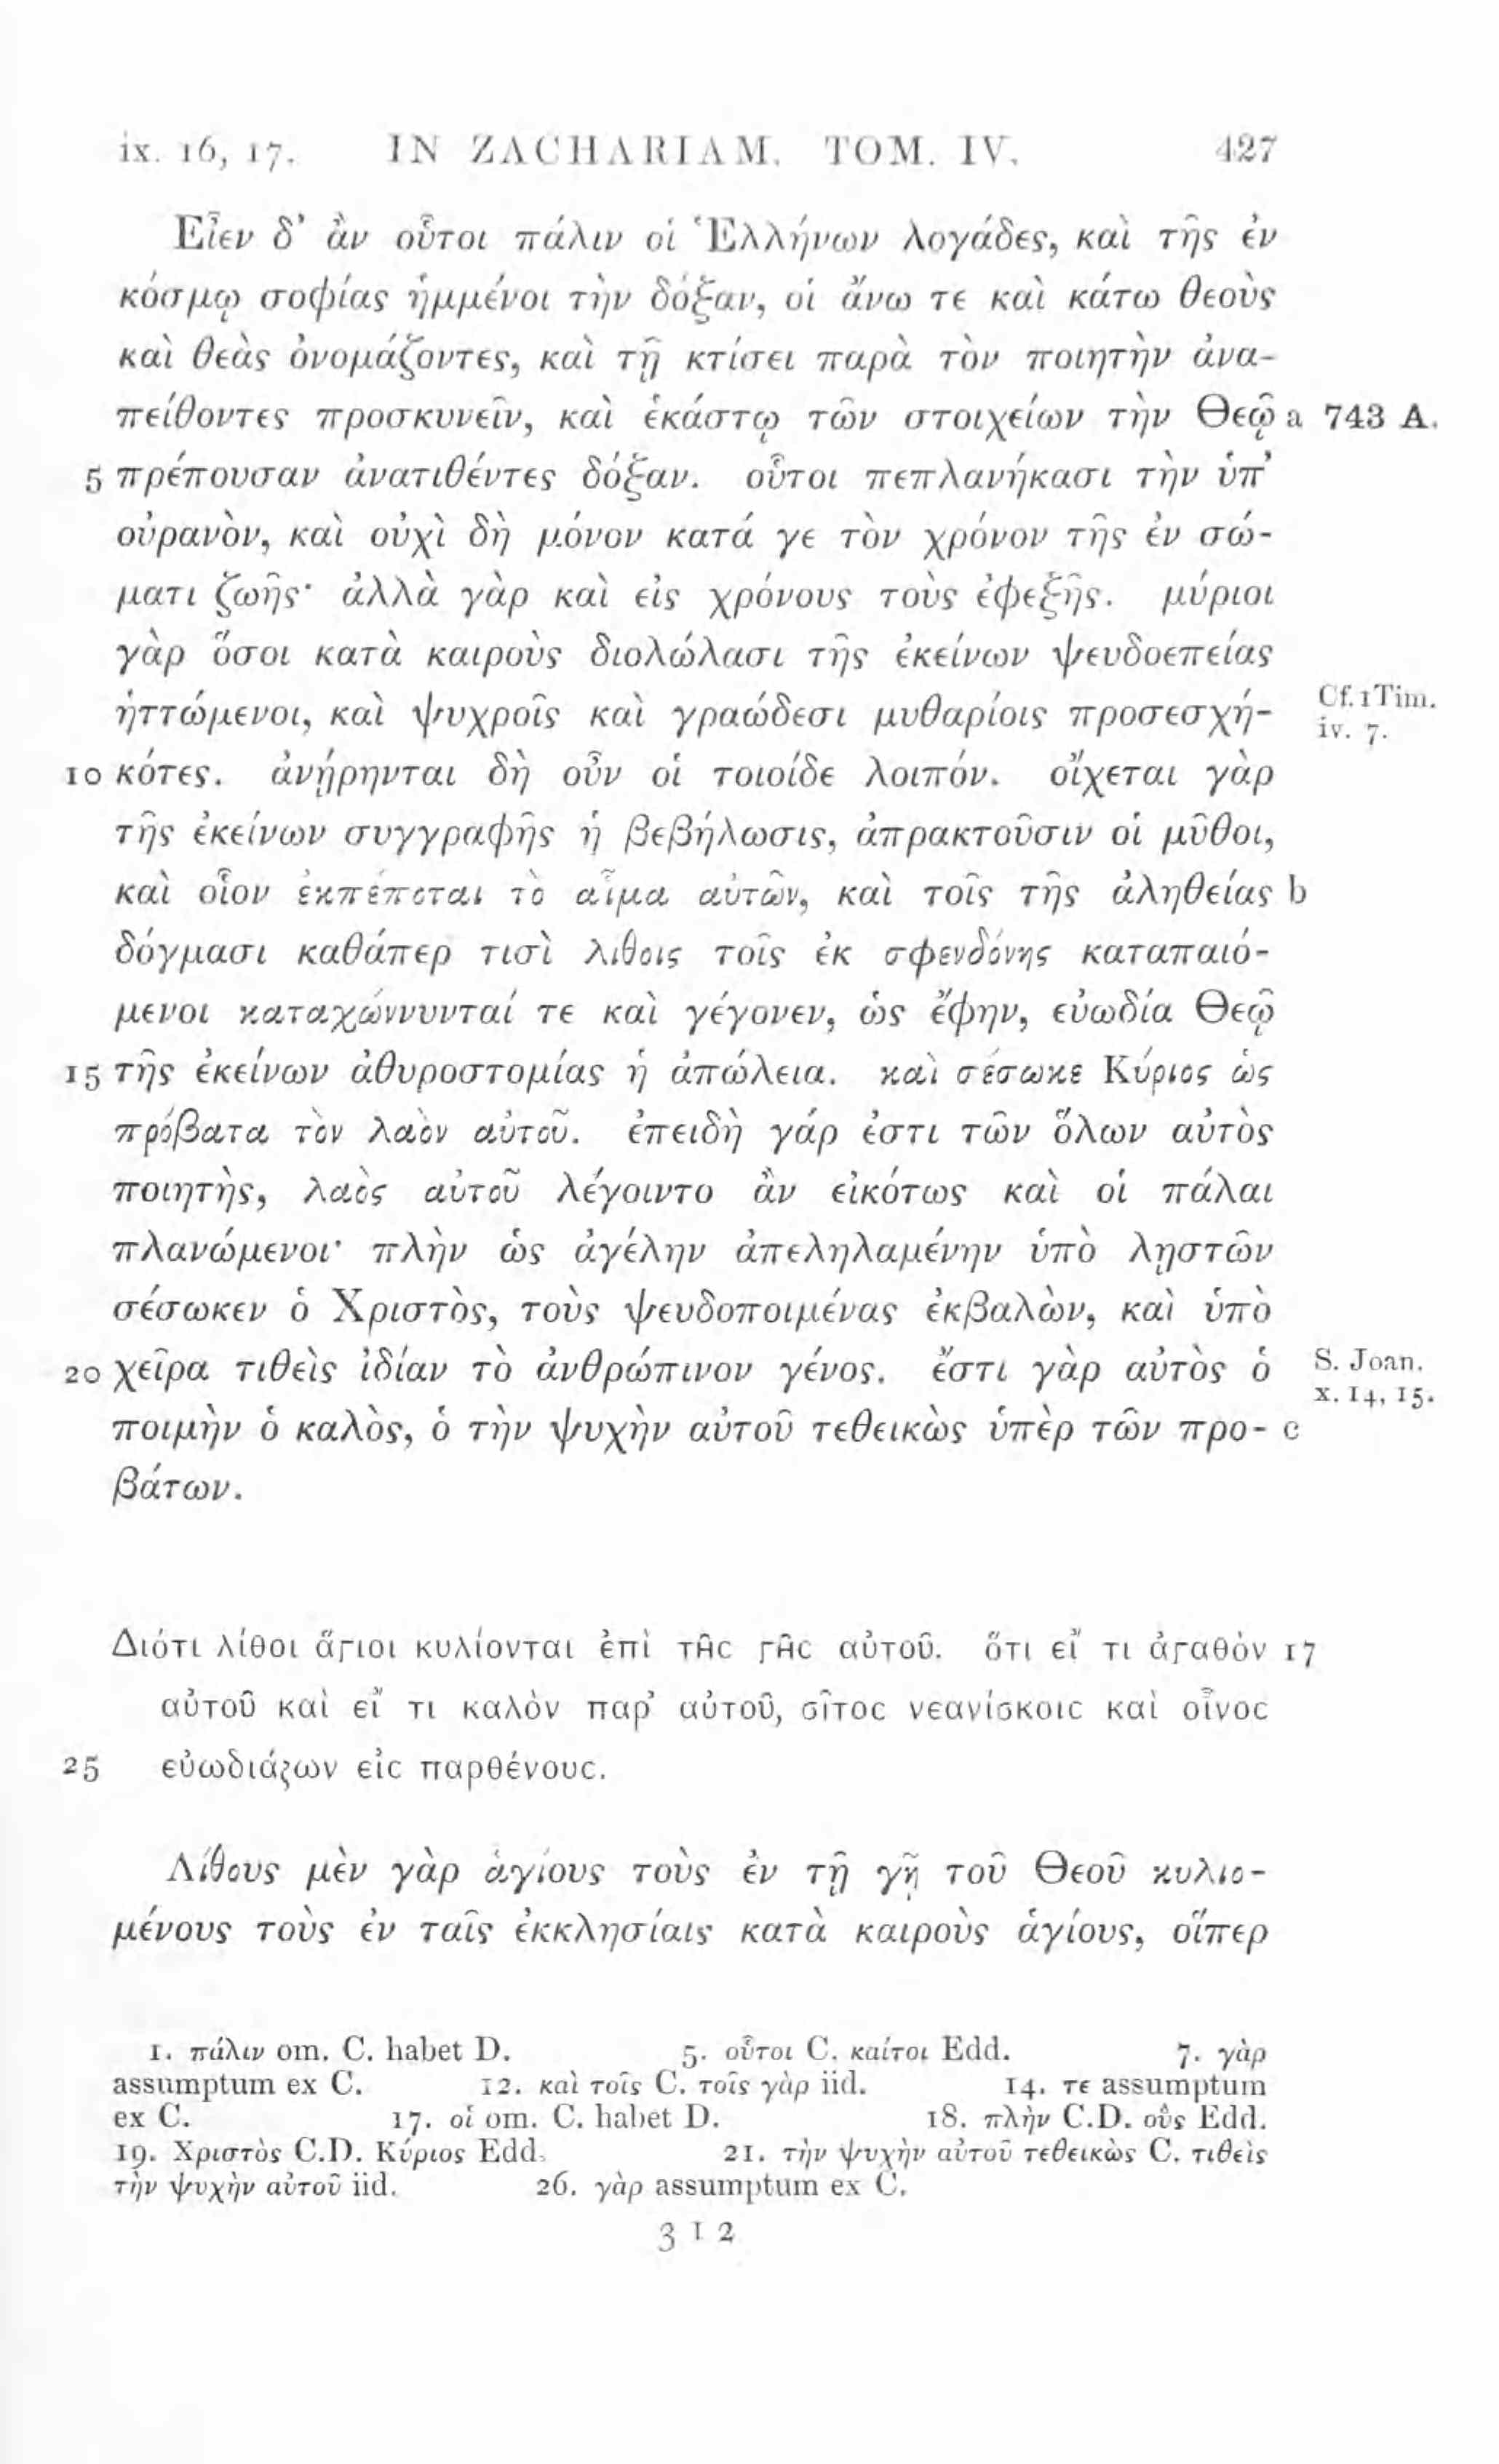 ix. 16, 17. IN ZACHARIAM. TOM. IV. 427
Εἶεν δ᾽ ἂν οὗτοι πάλιν οἱ Ἑλλήνων λογάδες, καὶ τῆς ἐν
κόσμῳ σοφίας ἡμμένοι τὴν δόξαν, οἱ ἄνω τε καὶ κάτω θεοὺς
καὶ θεὰς ὀνομάζοντες, καὶ τῇ κτίσει παρὰ τὸν ποιητὴν ἀνα-
πείθοντες προσκυνεῖν, καὶ ἑκάστῳ τῶν στοιχείων τὴν Θεῷ a 743 A.
5 πρέπουσαν ἀνατιθέντες δόξαν. οὗτοι πεπλανήκασι τὴν ὑπ᾽
οὐρανὸν, καὶ οὐχὶ δὴ μόνον κατά γε τὸν χρόνον τῆς ἐν σώ-
ματι ζωῆς· ἀλλὰ γὰρ καὶ εἰς χρόνους τοὺς ἐφεξῆς. μύριοι
γὰρ ὅσοι κατὰ καιροὺς διολώλασι τῆς ἐκείνων ψευδοεπείας
ἡττώμενοι, καὶ ψυχροῖς καὶ γραώδεσι μυθαρίοις προσεσχή- Cf. 1 Tim. iv. 7.
10 κότες. ἀνῄρηνται δὴ οὖν οἱ τοιοίδε λοιπόν. οἴχεται γὰρ
τῆς ἐκείνων συγγραφῆς ἡ βεβήλωσις, ἀπρακτοῦσιν οἱ μῦθοι,
καὶ οἷον ἐκπέποται τὸ αἷμα αὐτῶν, καὶ τοῖς τῆς ἀληθείας b
δόγμασι καθάπερ τισὶ λίθοις τοῖς ἐκ σφενδόνης καταπαιό-
μενοι καταχώννυνταί τε καὶ γέγονεν, ὡς ἔφην, εὐωδία Θεῷ
15 τῆς ἐκείνων ἀθυροστομίας ἡ ἀπώλεια. καὶ σέσωκε Κύριος ὡς
πρόβατα τὸν λαὸν αὐτοῦ. ἐπειδὴ γάρ ἐστι τῶν ὅλων αὐτὸς
ποιητὴς, λαὸς αὐτοῦ λέγοιντο ἂν εἰκότως καὶ οἱ πάλαι
πλανώμενοι· πλὴν ὡς ἀγέλην ἀπεληλαμένην ὑπὸ λῃστῶν
σέσωκεν ὁ Χριστὸς, τοὺς ψευδοποιμένας ἐκβαλὼν, καὶ ὑπὸ
20 χεῖρα τιθεὶς ἰδίαν τὸ ἀνθρώπινον γένος. ἔστι γὰρ αὐτὸς ὁ S. Joan. x. 14, 15.
ποιμὴν ὁ καλὸς, ὁ τὴν ψυχὴν αὐτοῦ τεθεικὼς ὑπὲρ τῶν προ- c
βάτων.
Διότι λίθοι ἅγιοι κυλίονται ἐπὶ τῆς γῆς αὐτοῦ. ὅτι εἴ τι ἀγαθὸν 17
αὐτοῦ καὶ εἴ τι καλὸν παρ᾽ αὐτοῦ, σῖτος νεανίσκοις καὶ οἶνος
25 εὐωδιάζων εἰς παρθένους.
Λίθους μὲν γὰρ ἁγίους τοὺς ἐν τῇ γῇ τοῦ Θεοῦ κυλιο-
μένους τοὺς ἐν ταῖς ἐκκλησίαις κατὰ καιροὺς ἁγίους, οἵπερ
1. πάλιν om. C. habet D. 5. οὗτοι C. καίτοι Edd. 7. γὰρ
assumptum ex C. 12. καὶ τοῖς C. τοῖς γὰρ iid. 14. τε assumptum
ex C. 17. οἱ om. C. habet D. 18. πλὴν C.D. οὓς Edd.
19. Χριστὸς C.D. Κύριος Edd. 21. τὴν ψυχὴν αὐτοῦ τεθεικὼς C. τιθεὶς
τὴν ψυχὴν αὐτοῦ iid. 26. γὰρ assumptum ex C.
3 I 2